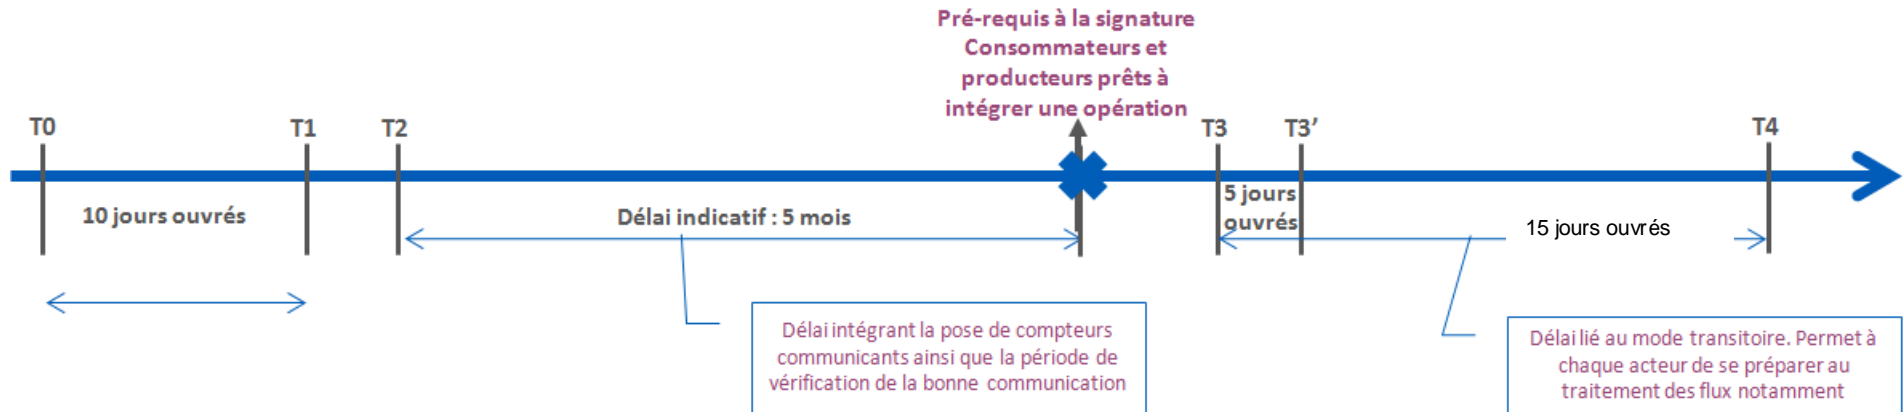 Pré-requis à la signature
Consommateurs et
producteurs prêts à
intégrer une opération
T0
T1
T2
T3
T3’
T4
10 jours ouvrés
Délai indicatif : 5 mois
5 jours
ouvrés
15 jours ouvrés
Délai intégrant la pose de compteurs
communicants ainsi que la période de
vérification de la bonne communication
Délai lié au mode transitoire. Permet à
chaque acteur de se préparer au
traitement des flux notamment